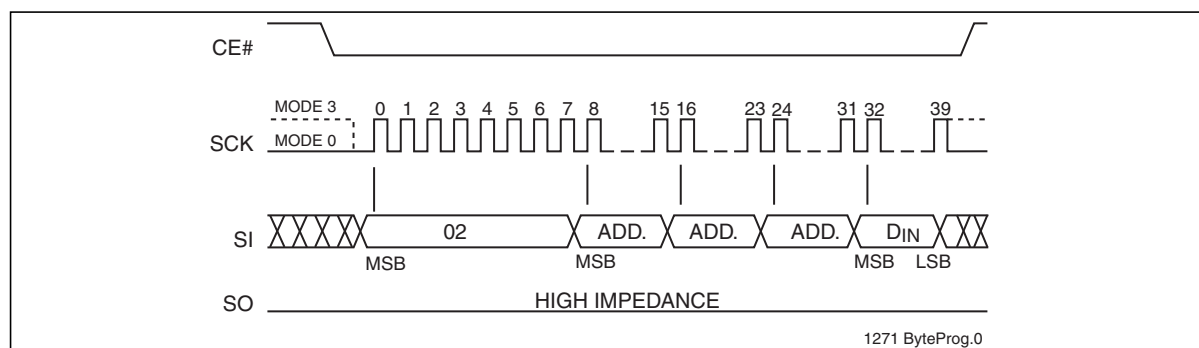 CE#
MODE 3
0 1 2 3 4 5 6 7 8 15 16 23 24 31 32 39
SCK
MODE 0
SI
02 ADD. ADD. ADD. DIN
MSB MSB MSB LSB
SO
HIGH IMPEDANCE
1271 ByteProg.0